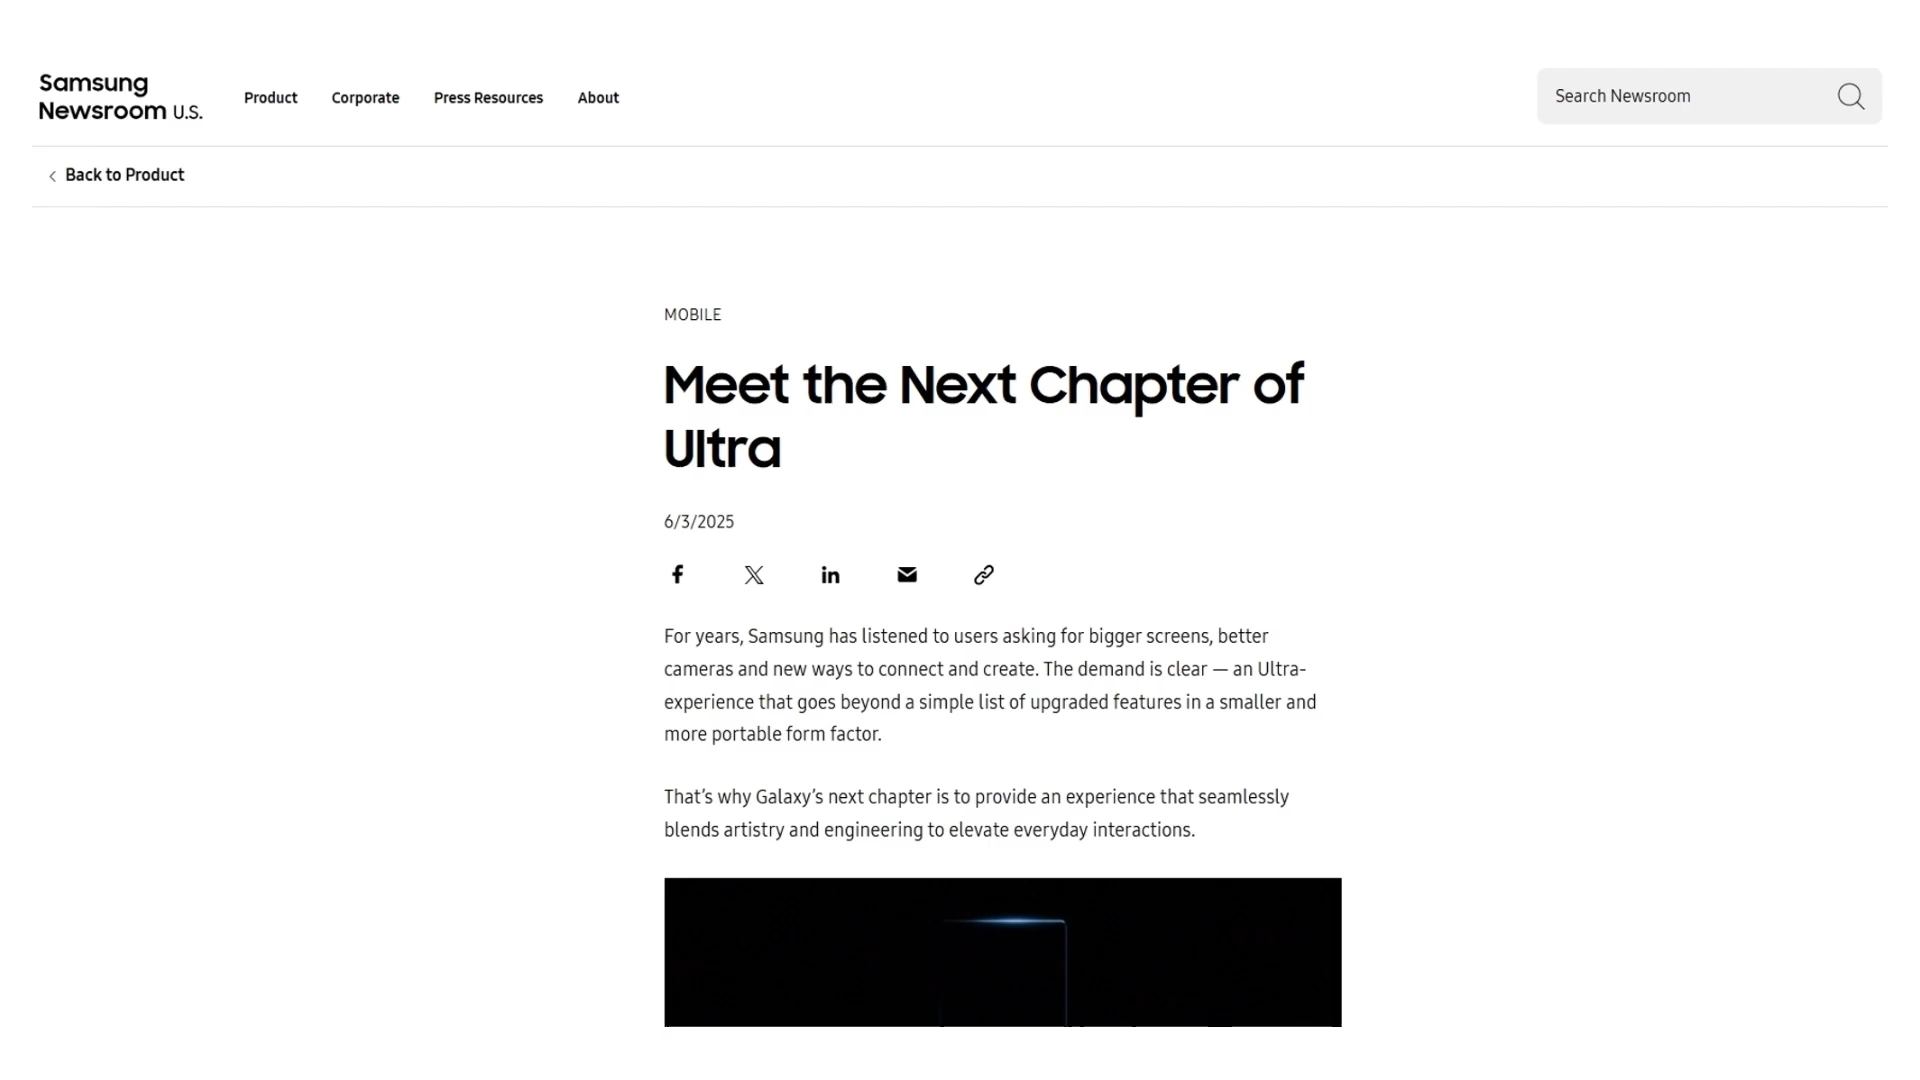 Samsung
Newsroom U.S.
Product
Corporate
Press Resources
About
Search Newsroom
Back to Product
MOBILE
Meet the Next Chapter of
Ultra
6/3/2025
For years, Samsung has listened to users asking for bigger screens, better
cameras and new ways to connect and create. The demand is clear — an Ultra-
experience that goes beyond a simple list of upgraded features in a smaller and
more portable form factor.
That’s why Galaxy’s next chapter is to provide an experience that seamlessly
blends artistry and engineering to elevate everyday interactions.